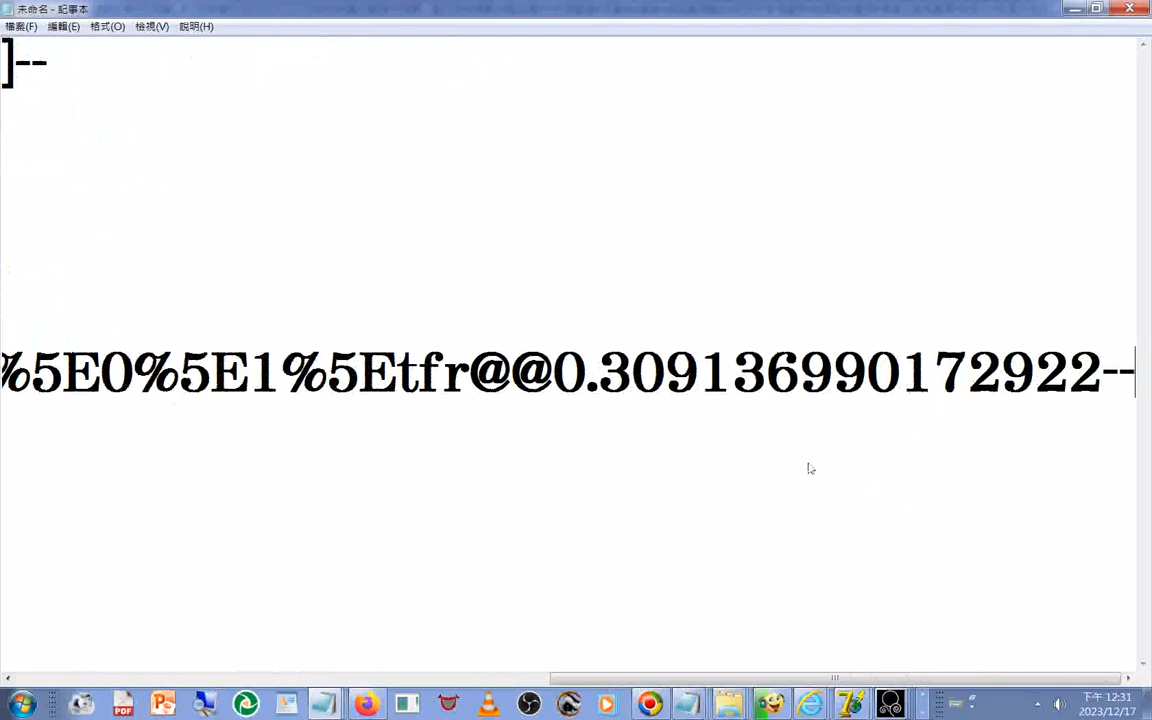 未命名 - 記事本
檔案(F) 編輯(E) 格式(O) 檢視(V) 說明(H)
]--
%5E0%5E1%5Etfr@@0.309136990172922--
下午 12:31
2023/12/17